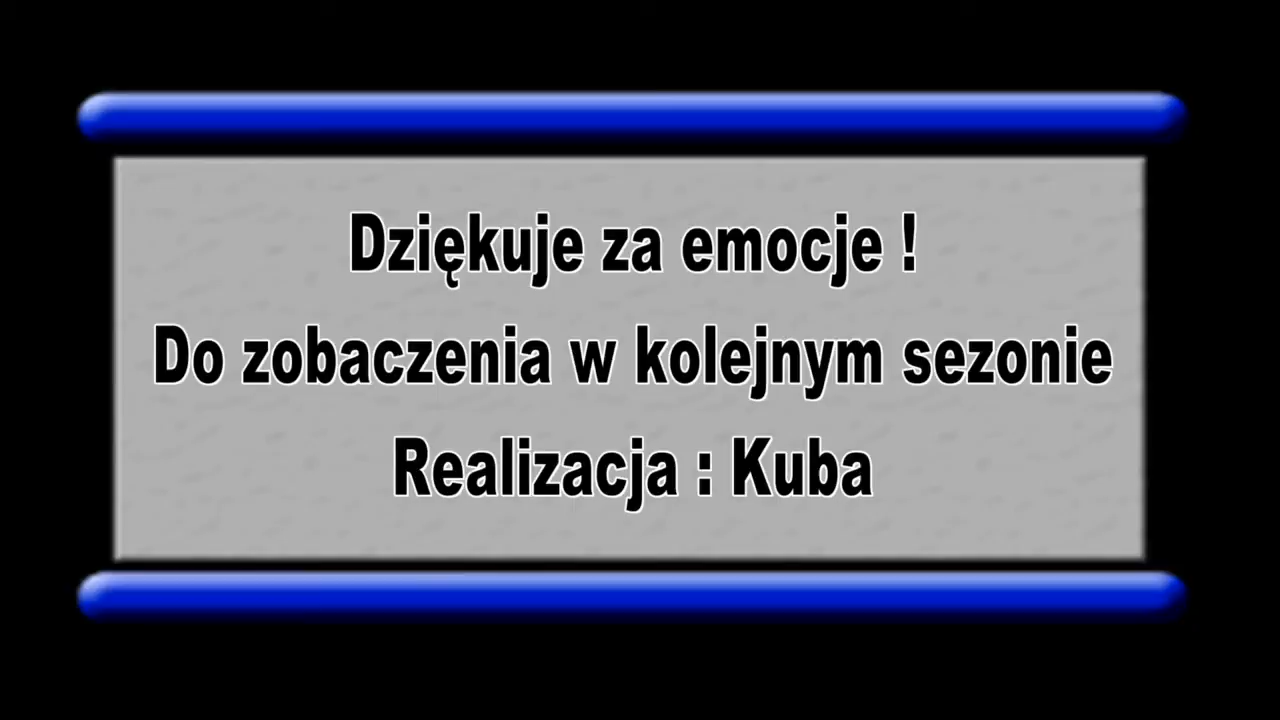 Dziękuje za emocje !
Do zobaczenia w kolejnym sezonie
Realizacja : Kuba